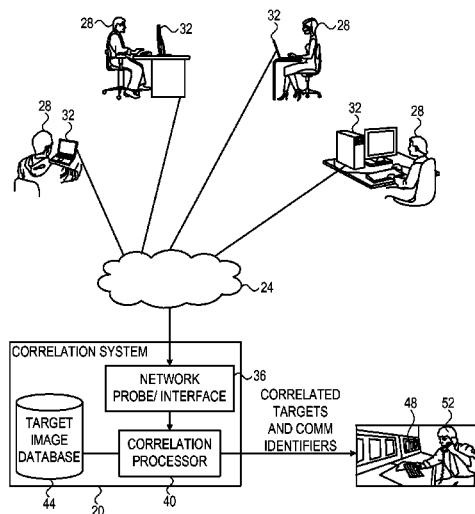 28
32
32
28
28
32
32
28
24
CORRELATION SYSTEM
NETWORK
PROBE/ INTERFACE
36
TARGET
IMAGE
DATABASE
CORRELATION
PROCESSOR
CORRELATED
TARGETS
AND COMM
IDENTIFIERS
48
52
44
20
40